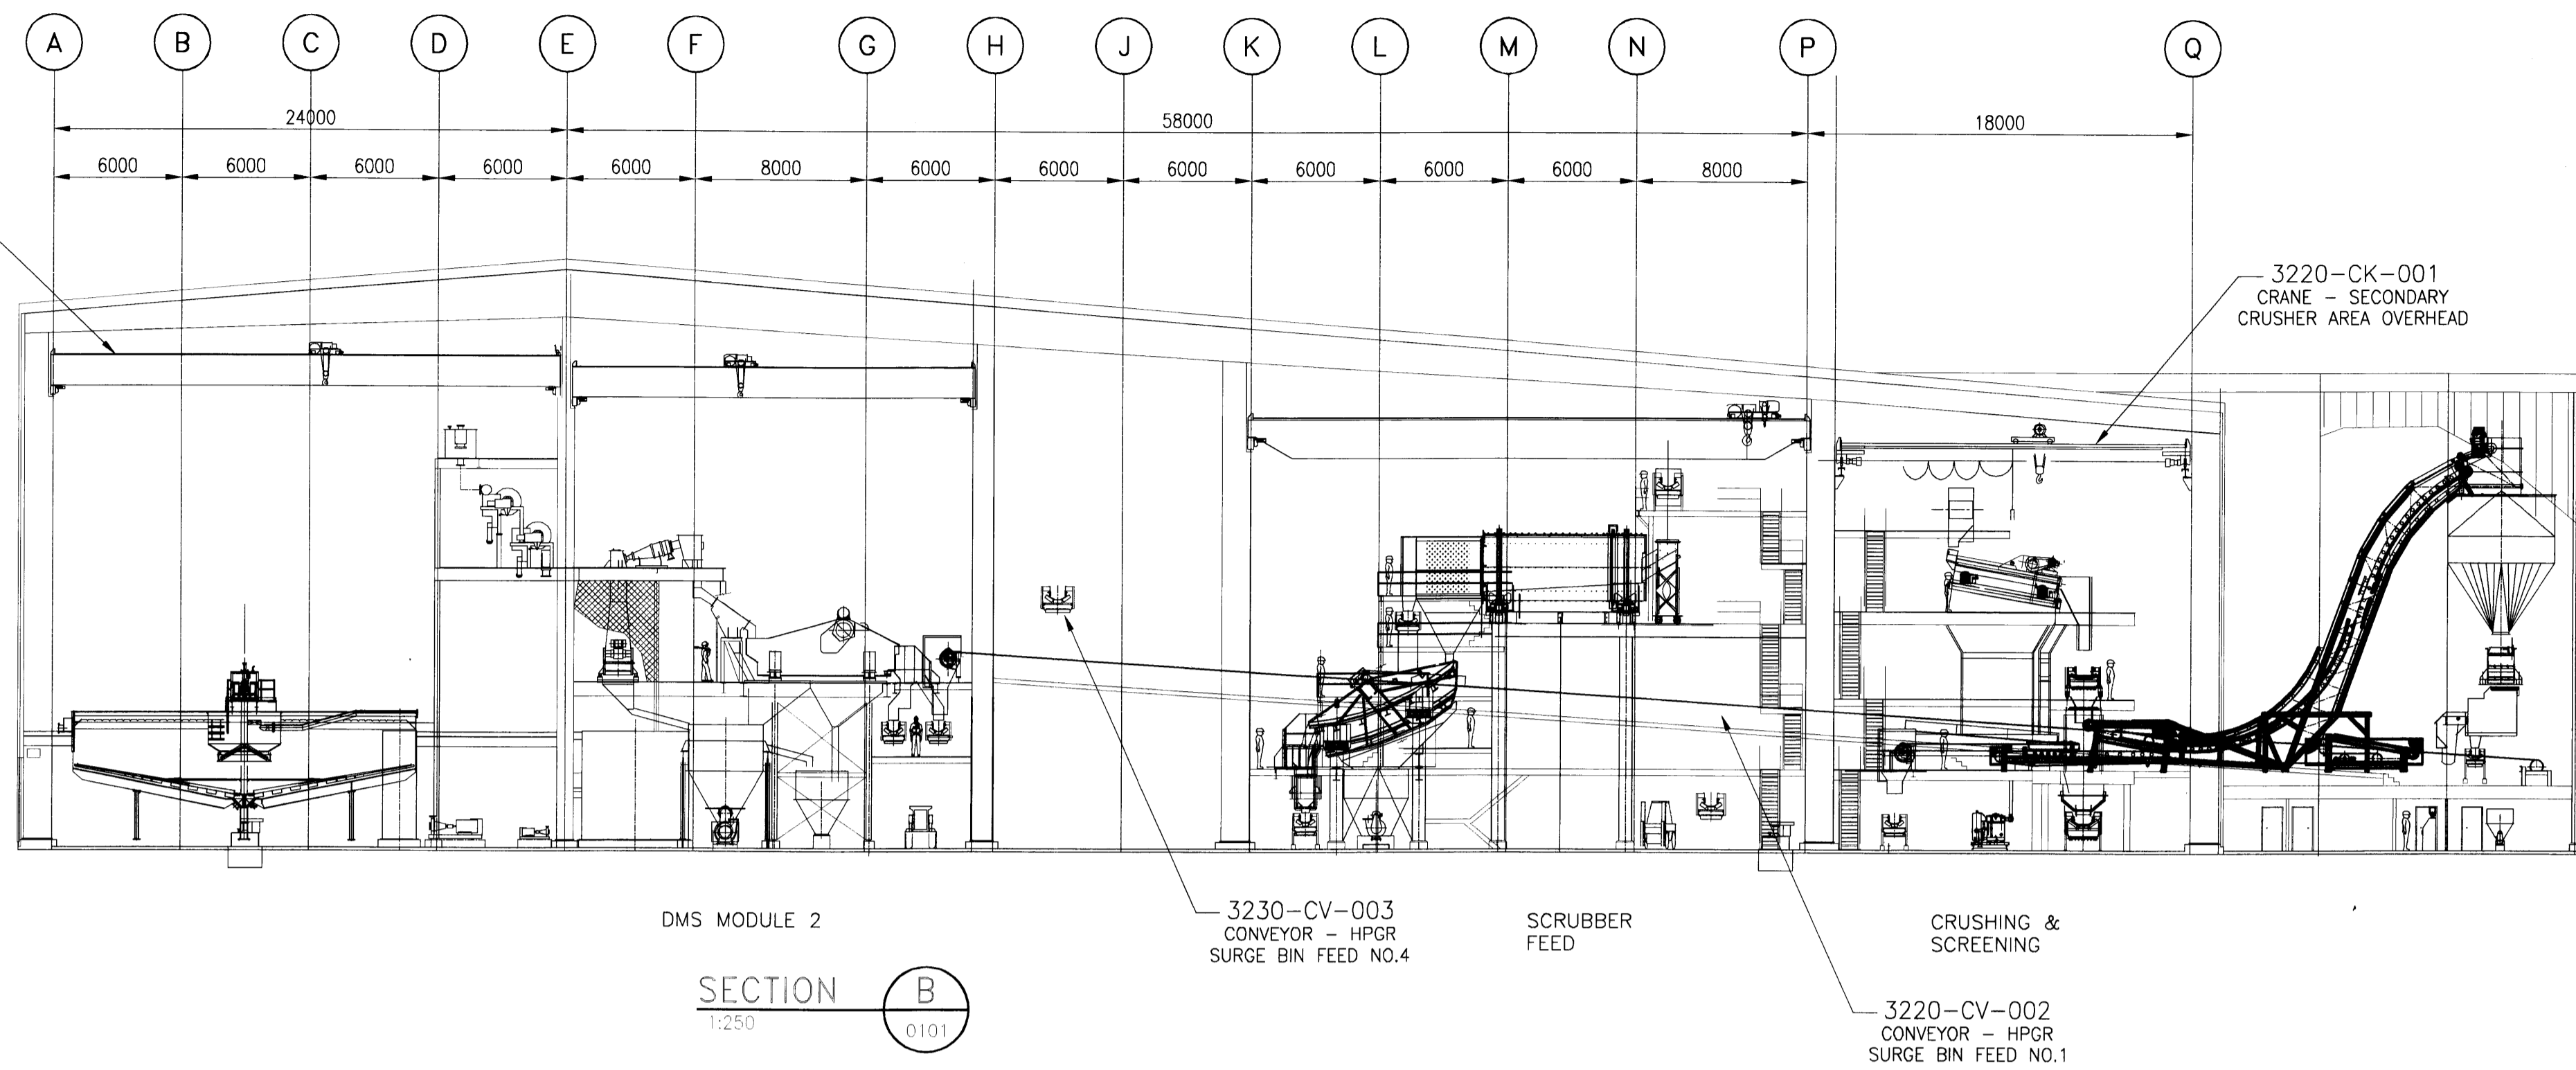 A B C D E F G H J K L M N P Q
24000 58000 18000
6000 6000 6000 6000 6000 8000 6000 6000 6000 6000 6000 6000 8000
3220-CK-001
CRANE - SECONDARY
CRUSHER AREA OVERHEAD
DMS MODULE 2
3230-CV-003
CONVEYOR - HPGR
SURGE BIN FEED NO.4
SCRUBBER
FEED
CRUSHING &
SCREENING
3220-CV-002
CONVEYOR - HPGR
SURGE BIN FEED NO.1
SECTION B
1:250 0101